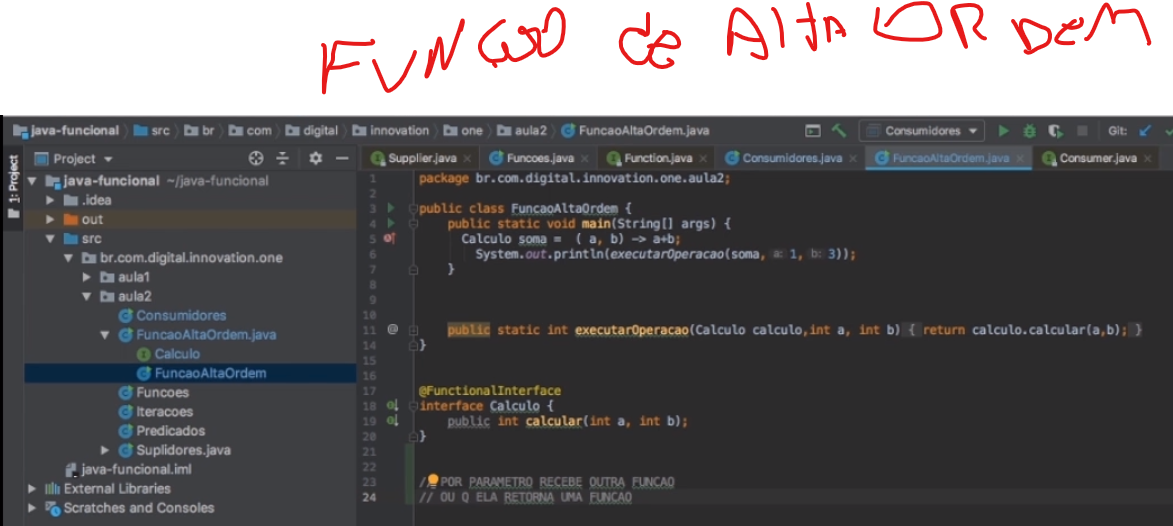 FUNÇÃO de Alta ORDEM
java-funcional src br com digital innovation one aula2 FuncaoAltaOrdem.java Consumidores Git:
1: Project
Project
Supplier.java Funcoes.java Function.java Consumidores.java FuncaoAltaOrdem.java Consumer.java
java-funcional ~/java-funcional
.idea
out
src
br.com.digital.innovation.one
aula1
aula2
Consumidores
FuncaoAltaOrdem.java
Calculo
FuncaoAltaOrdem
Funcoes
Iteracoes
Predicados
Suplidores.java
java-funcional.iml
External Libraries
Scratches and Consoles
1 package br.com.digital.innovation.one.aula2;
2
3 public class FuncaoAltaOrdem {
4 public static void main(String[] args) {
5 Calculo soma = ( a, b) -> a+b;
6 System.out.println(executarOperacao(soma, a: 1, b: 3));
7 }
8
9
10
11 public static int executarOperacao(Calculo calculo,int a, int b) { return calculo.calcular(a,b); }
14 }
15
16
17 @FunctionalInterface
18 interface Calculo {
19 public int calcular(int a, int b);
20 }
21
22
23 / POR PARAMETRO RECEBE OUTRA FUNCAO
24 // OU Q ELA RETORNA UMA FUNCAO